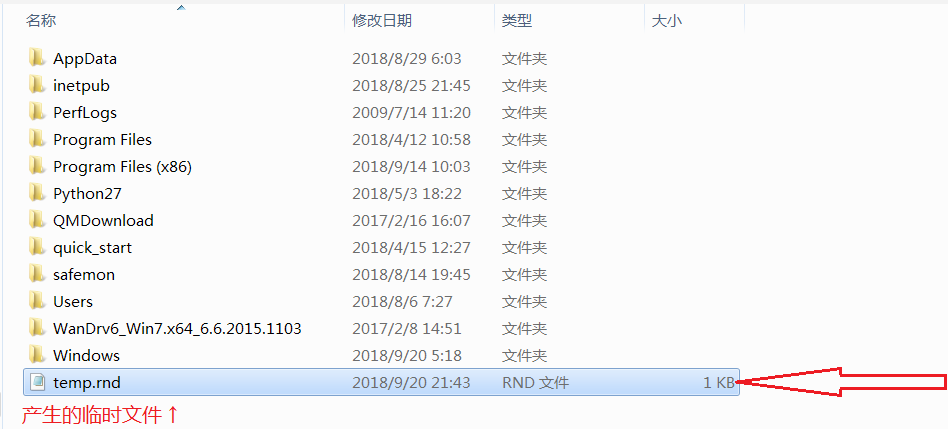 名称 修改日期 类型 大小
AppData 2018/8/29 6:03 文件夹
inetpub 2018/8/25 21:45 文件夹
PerfLogs 2009/7/14 11:20 文件夹
Program Files 2018/4/12 10:58 文件夹
Program Files (x86) 2018/9/14 10:03 文件夹
Python27 2018/5/3 18:22 文件夹
QMDownload 2017/2/16 16:07 文件夹
quick_start 2018/4/15 12:27 文件夹
safemon 2018/8/14 19:45 文件夹
Users 2018/8/6 7:27 文件夹
WanDrv6_Win7.x64_6.6.2015.1103 2017/2/8 14:51 文件夹
Windows 2018/9/20 5:18 文件夹
temp.rnd 2018/9/20 21:43 RND 文件 1 KB
产生的临时文件↑